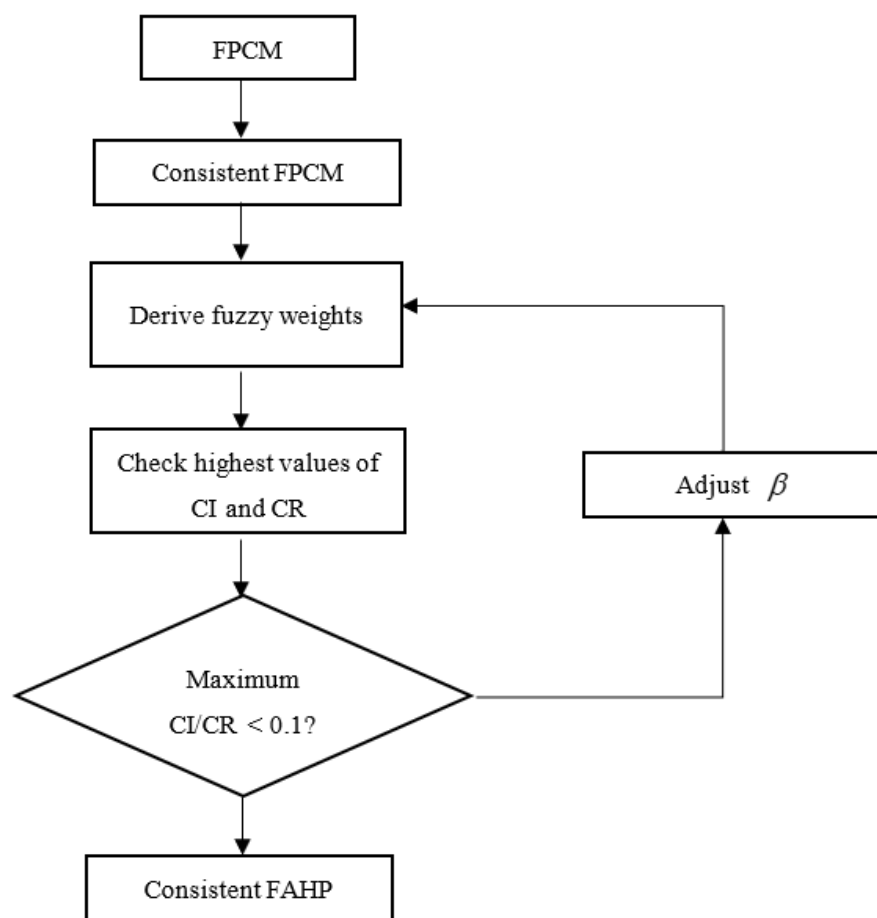 FPCM
Consistent FPCM
Derive fuzzy weights
Check highest values of
CI and CR
Adjust β
Maximum
CI/CR < 0.1?
Consistent FAHP